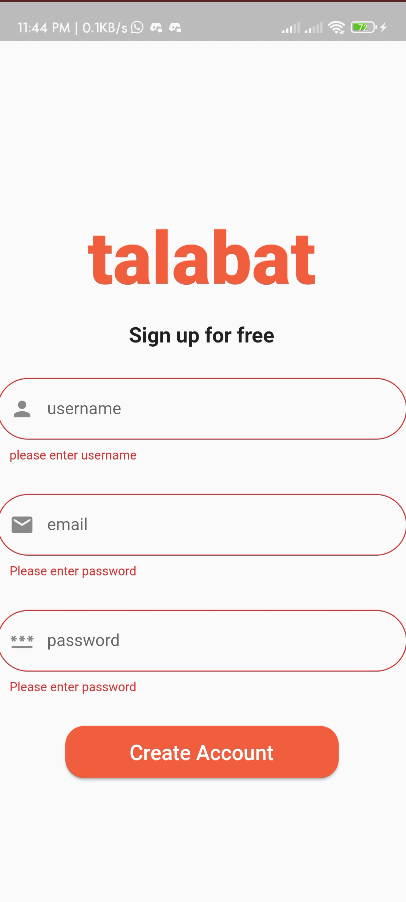 11:44 PM | 0.1KB/s
72
talabat
Sign up for free
username
please enter username
email
Please enter password
***
password
Please enter password
Create Account